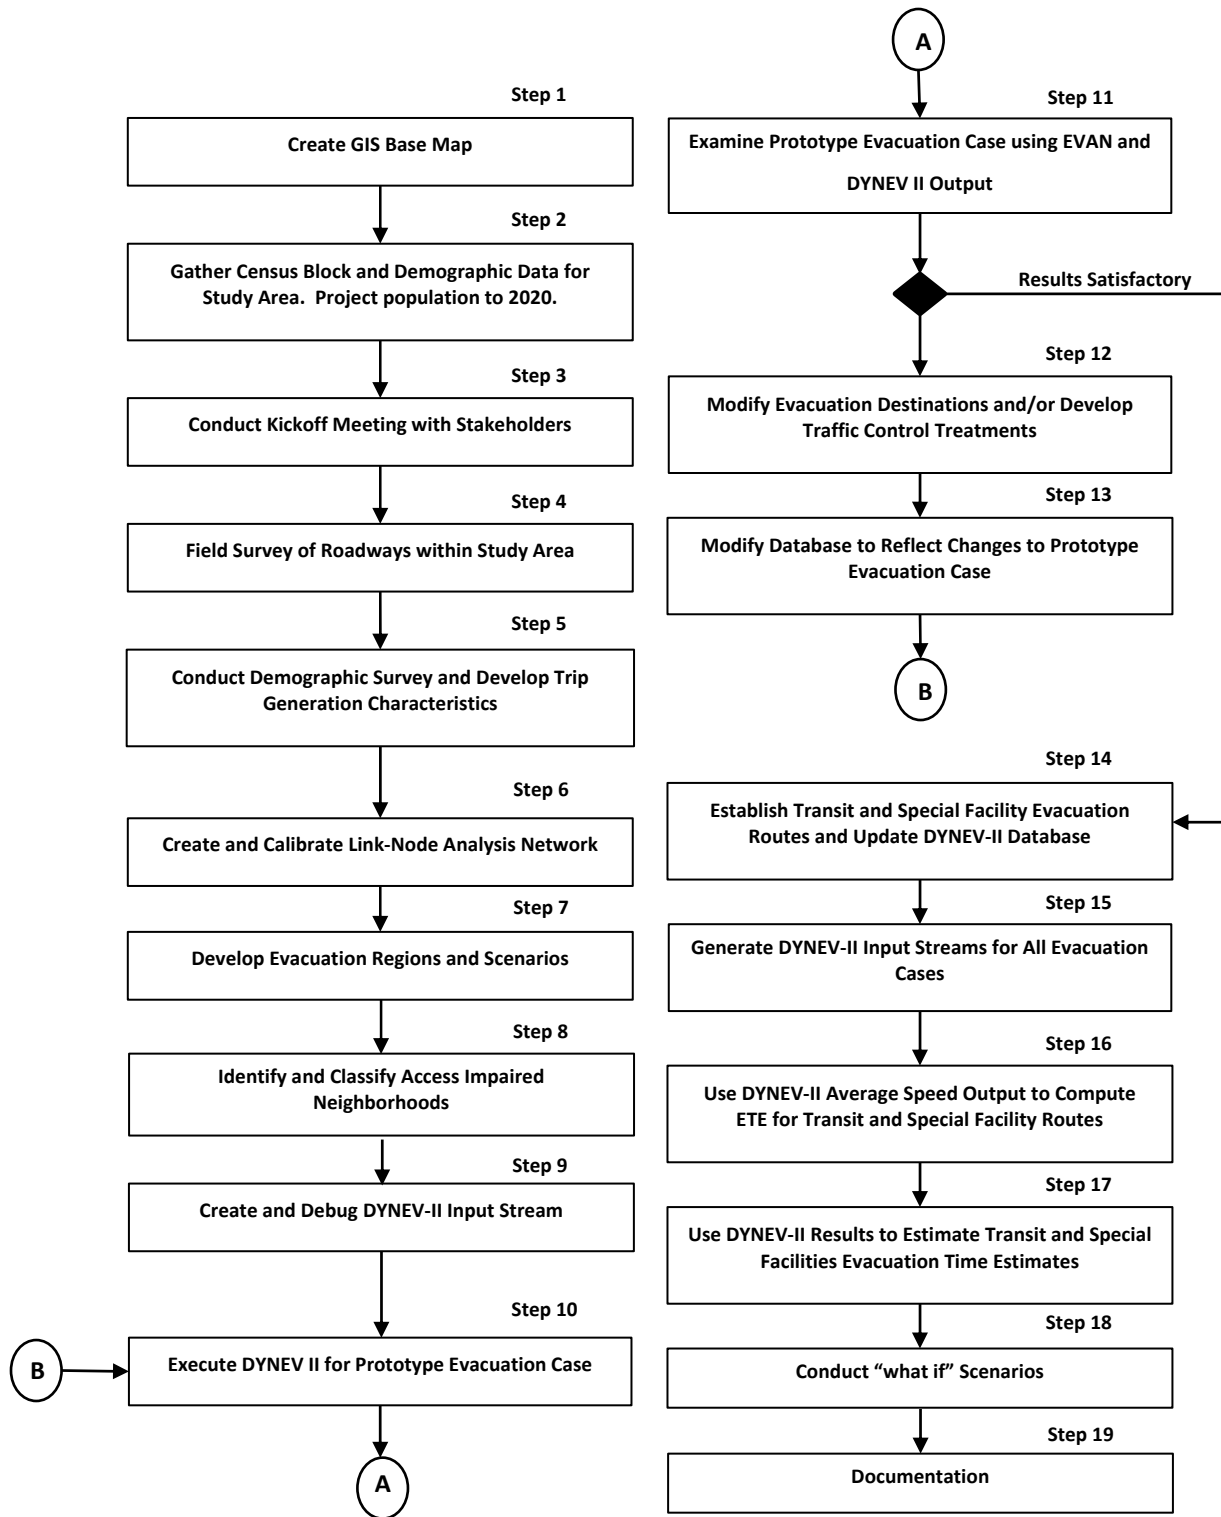 Step 1
Create GIS Base Map
Step 2
Gather Census Block and Demographic Data for
Study Area.  Project population to 2020.
Step 3
Conduct Kickoff Meeting with Stakeholders
Step 4
Field Survey of Roadways within Study Area
Step 5
Conduct Demographic Survey and Develop Trip
Generation Characteristics
Step 6
Create and Calibrate Link-Node Analysis Network
Step 7
Develop Evacuation Regions and Scenarios
Step 8
Identify and Classify Access Impaired
Neighborhoods
Step 9
Create and Debug DYNEV-II Input Stream
Step 10
B
Execute DYNEV II for Prototype Evacuation Case
A
A
Step 11
Examine Prototype Evacuation Case using EVAN and
DYNEV II Output
Results Satisfactory
Step 12
Modify Evacuation Destinations and/or Develop
Traffic Control Treatments
Step 13
Modify Database to Reflect Changes to Prototype
Evacuation Case
B
Step 14
Establish Transit and Special Facility Evacuation
Routes and Update DYNEV-II Database
Step 15
Generate DYNEV-II Input Streams for All Evacuation
Cases
Step 16
Use DYNEV-II Average Speed Output to Compute
ETE for Transit and Special Facility Routes
Step 17
Use DYNEV-II Results to Estimate Transit and Special
Facilities Evacuation Time Estimates
Step 18
Conduct “what if” Scenarios
Step 19
Documentation